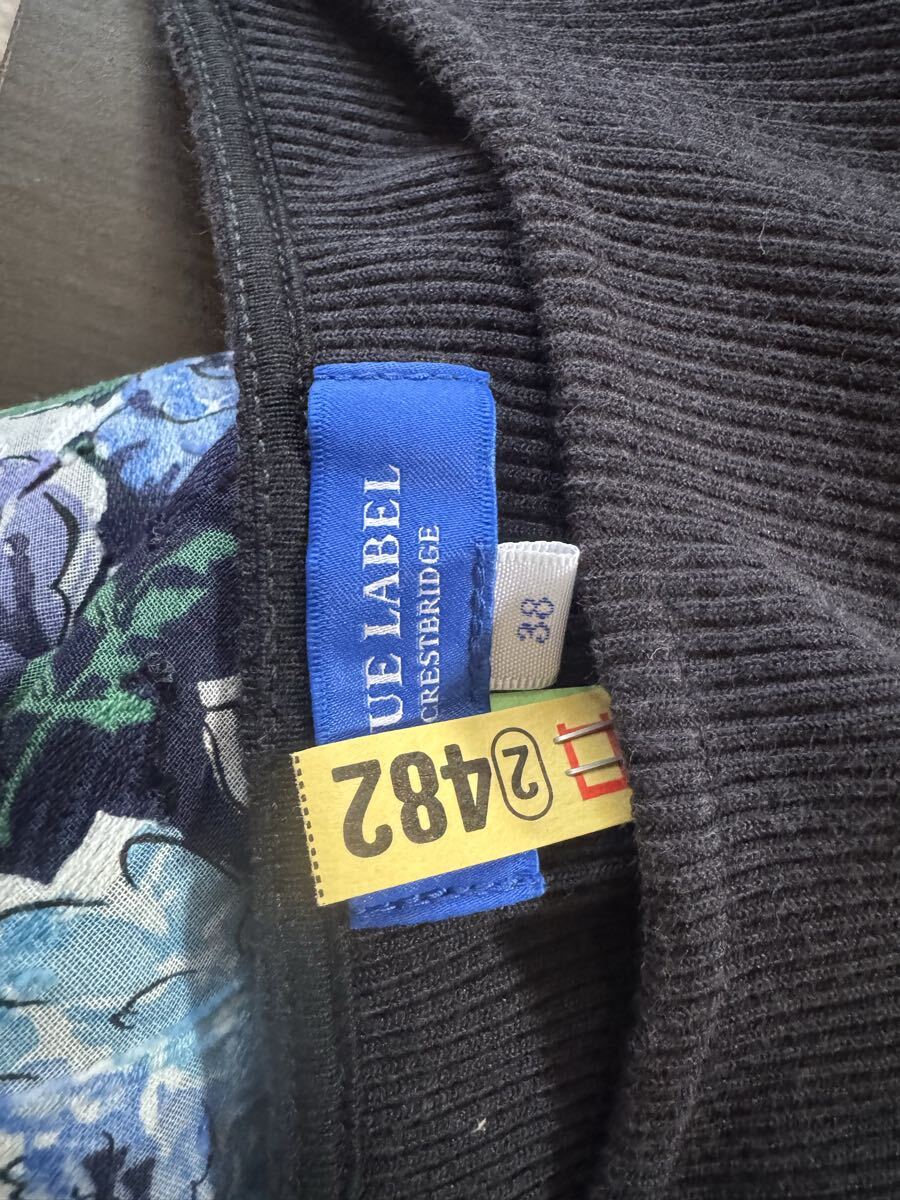 UE LABEL
CRESTBRIDGE
38
2482